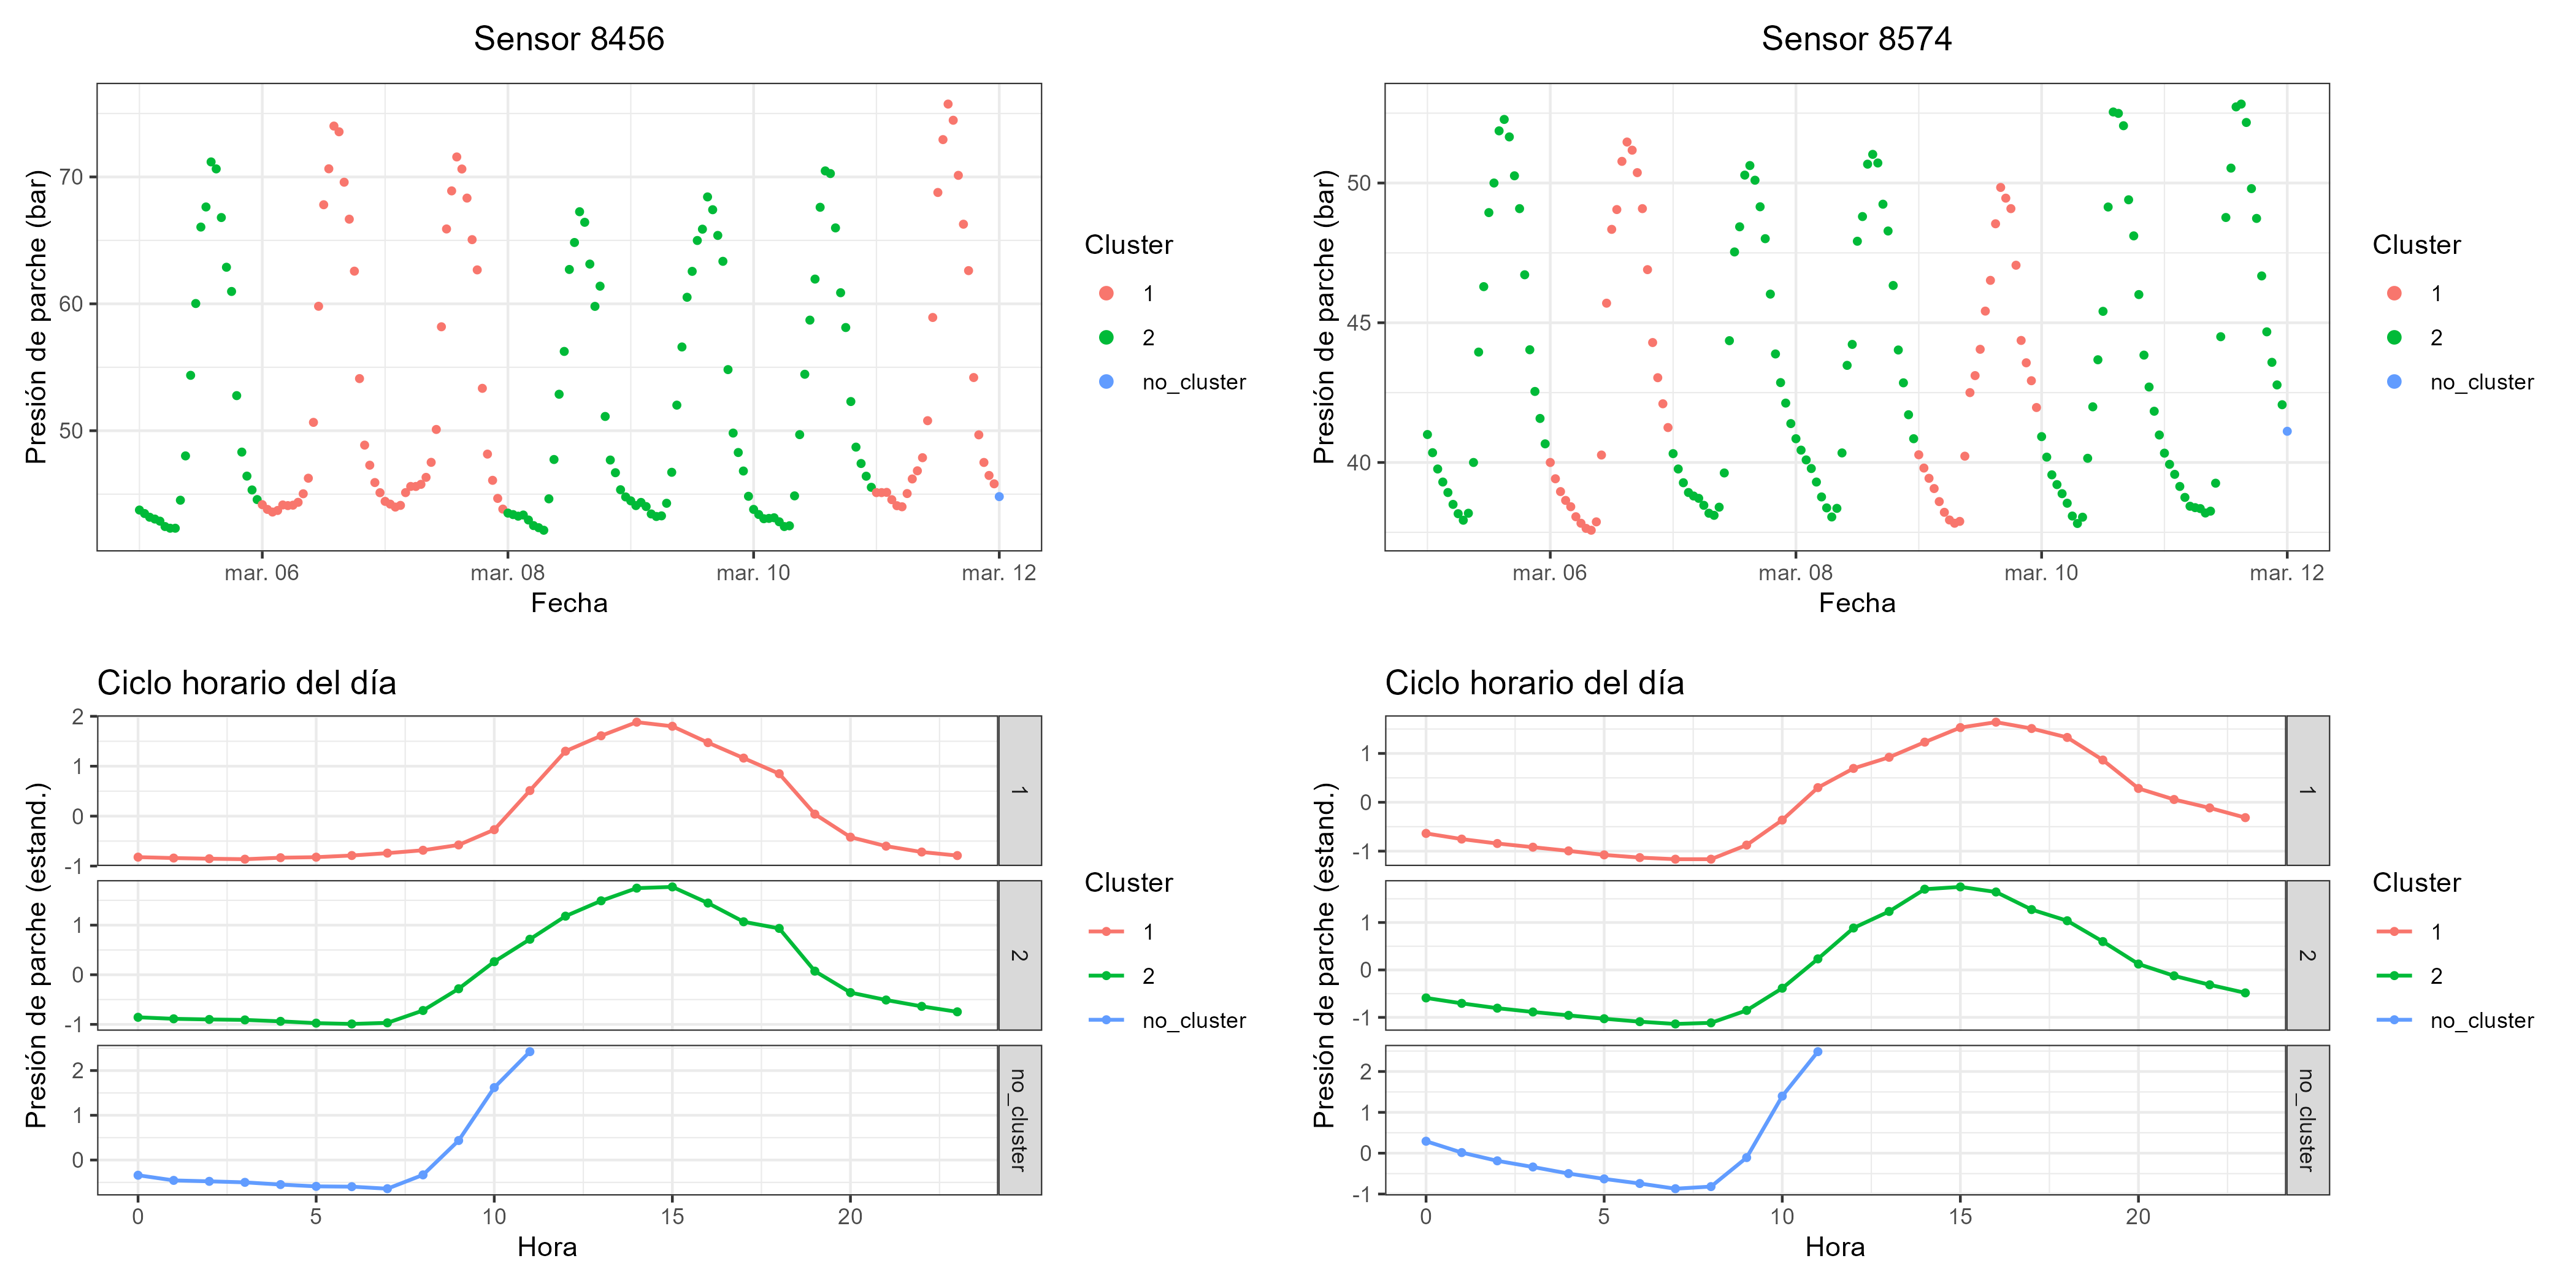 Sensor 8456
Presión de parche (bar)
70
60
50
mar. 06
mar. 08
mar. 10
mar. 12
Fecha
Cluster
1
2
no_cluster
Sensor 8574
Presión de parche (bar)
50
45
40
mar. 06
mar. 08
mar. 10
mar. 12
Fecha
Cluster
1
2
no_cluster
Ciclo horario del día
Presión de parche (estand.)
2
1
0
-1
1
1
0
-1
2
2
1
0
no_cluster
0
5
10
15
20
Hora
Cluster
1
2
no_cluster
Ciclo horario del día
Presión de parche (estand.)
1
0
-1
1
1
0
-1
2
2
1
0
-1
no_cluster
0
5
10
15
20
Hora
Cluster
1
2
no_cluster